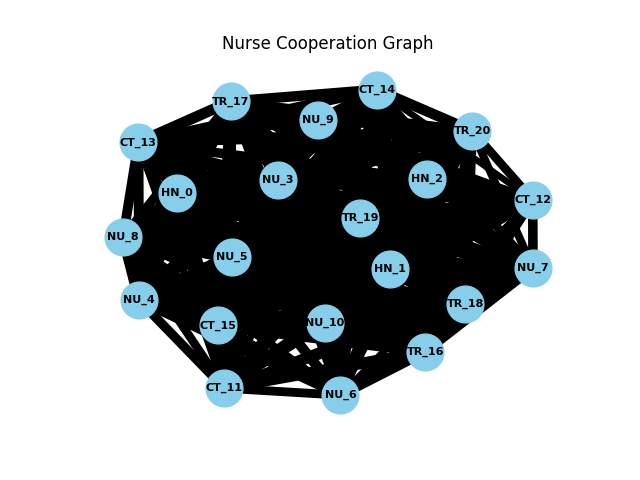 Nurse Cooperation Graph
CT_14
TR_17
NU_9
TR_20
CT_13
NU_3
HN_2
HN_0
CT_12
TR_19
NU_8
NU_5
HN_1
NU_7
NU_4
TR_18
NU_10
CT_15
TR_16
CT_11
NU_6